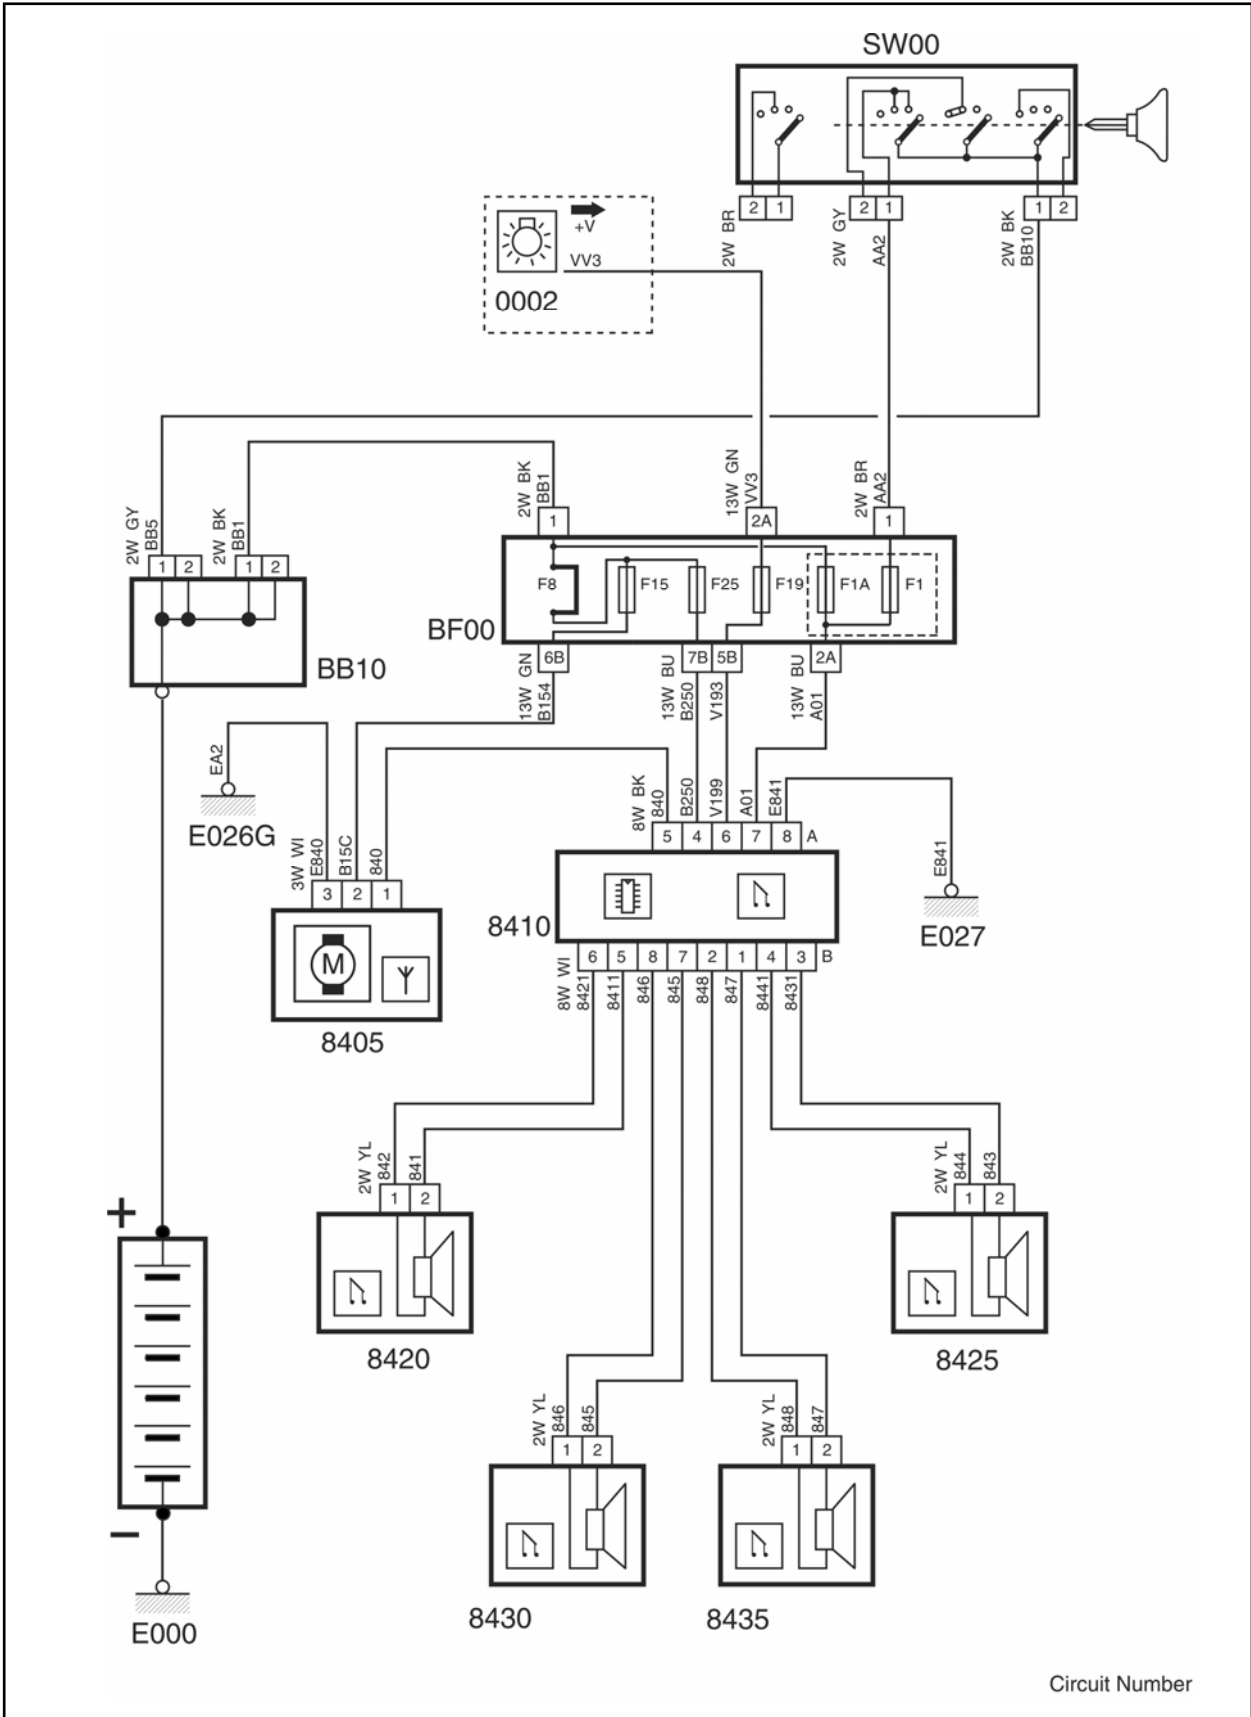 SW00
2 1
2 1
1 2
2W BR
2W GY
AA2
2W BK
BB10
+V
VV3
0002
2W GY
BB5
2W BK
BB1
2W BK
BB1
13W GN
VV3
2W BR
AA2
1 2
1 2
1
2A
1
F8
F15
F25
F19
F1A
F1
BF00
BB10
6B
7B 5B
2A
13W GN
B154
13W BU
B250
V193
13W BU
A01
EA2
E026G
8W BK
840
B250
V199
A01
E841
5 4 6 7 8 A
3W WI
E840
B15C
840
3 2 1
E841
E027
8410
M
8405
6 5 8 7 2 1 4 3 B
8W WI
8421
8411
846
845
848
847
8441
8431
2W YL
842
841
1 2
2W YL
844
843
1 2
+
8420
8425
2W YL
846
845
1 2
2W YL
848
847
1 2
–
8430
8435
E000
Circuit Number